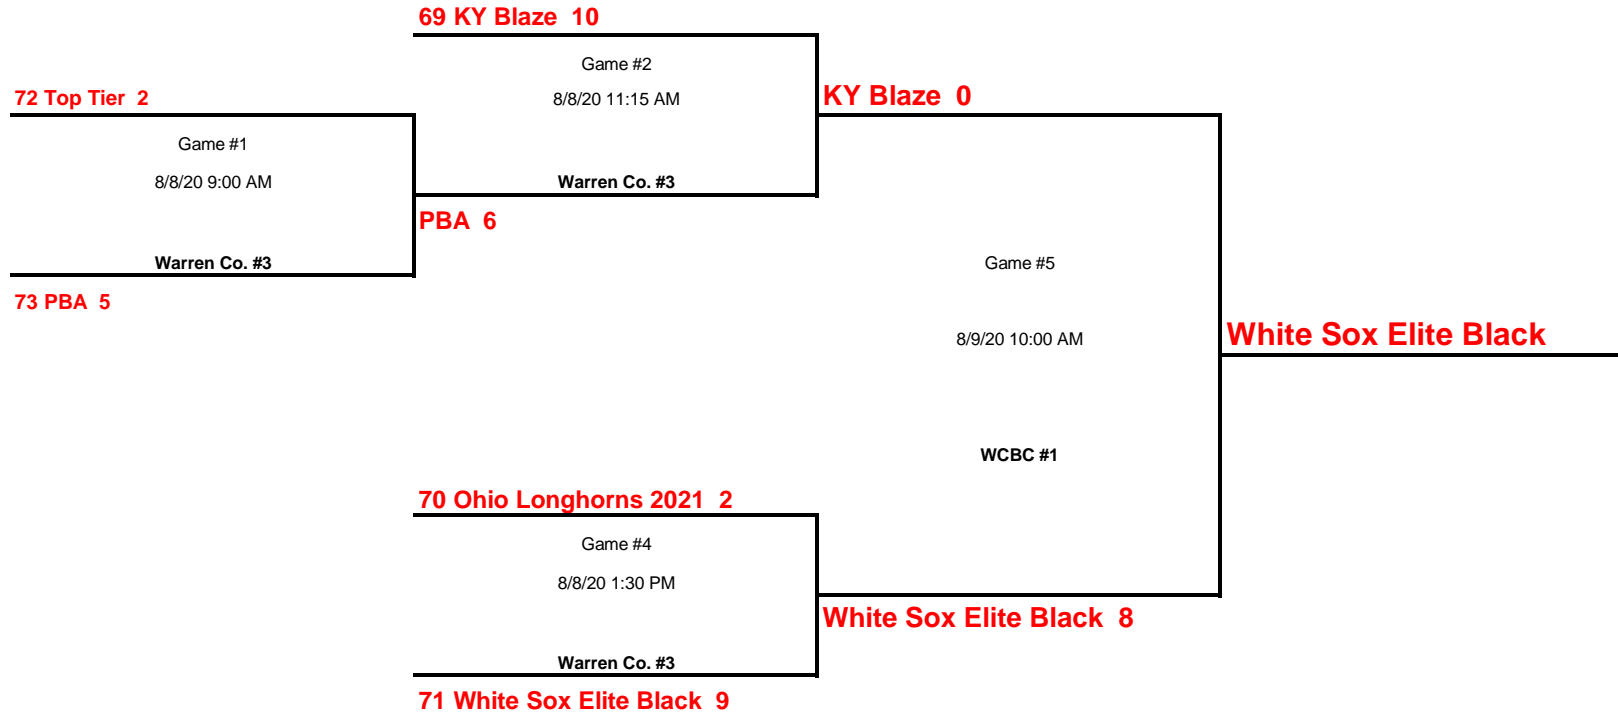 69 KY Blaze  10
Game #2
8/8/20 11:15 AM
72 Top Tier  2
KY Blaze  0
Game #1
8/8/20 9:00 AM
Warren Co. #3
PBA  6
Warren Co. #3
73 PBA  5
Game #5
8/9/20 10:00 AM
White Sox Elite Black
WCBC #1
70 Ohio Longhorns 2021  2
Game #4
8/8/20 1:30 PM
White Sox Elite Black  8
Warren Co. #3
71 White Sox Elite Black  9